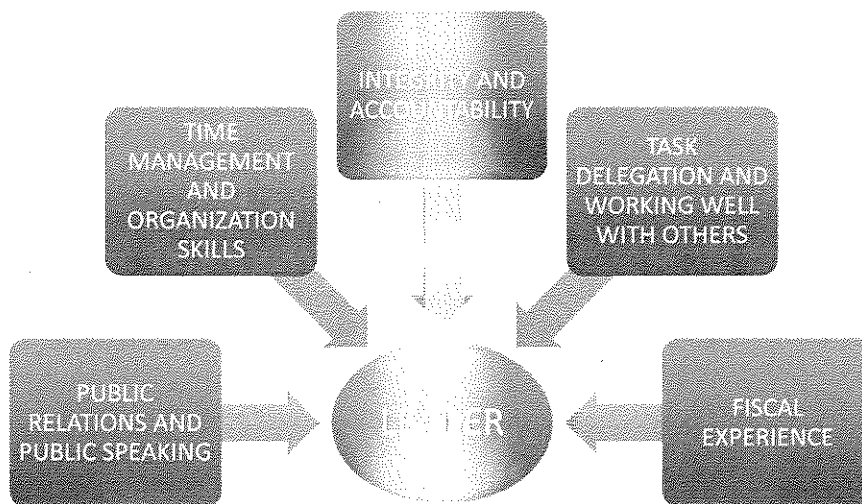 INTEGRITY AND
ACCOUNTABILITY
TIME
MANAGEMENT
AND
ORGANIZATION
SKILLS
TASK
DELEGATION AND
WORKING WELL
WITH OTHERS
PUBLIC
RELATIONS AND
PUBLIC SPEAKING
LEADER
FISCAL
EXPERIENCE